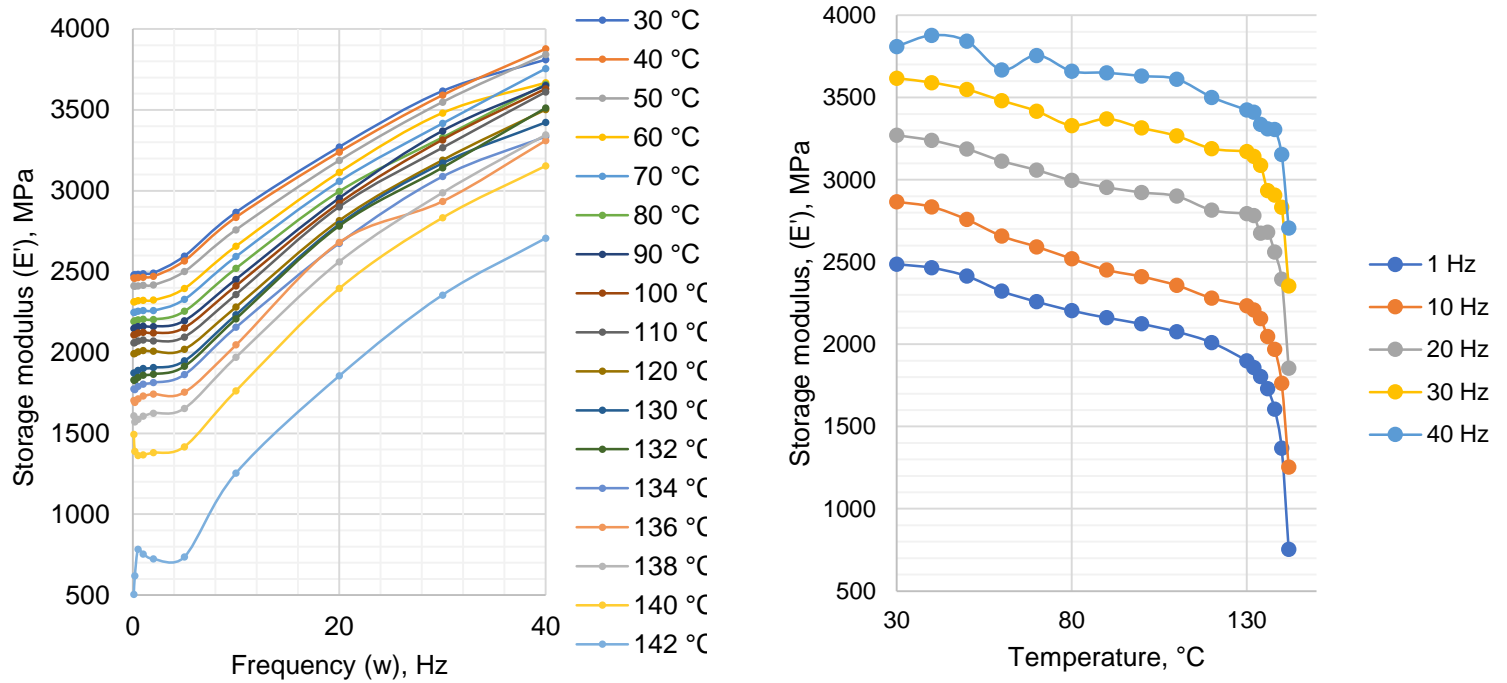 4000
3500
3000
2500
2000
1500
1000
500
0
20
40
Storage modulus (E'), MPa
Frequency (w), Hz
30 °C
40 °C
50 °C
60 °C
70 °C
80 °C
90 °C
100 °C
110 °C
120 °C
130 °C
132 °C
134 °C
136 °C
138 °C
140 °C
142 °C
4000
3500
3000
2500
2000
1500
1000
500
30
80
130
Storage modulus, (E'), MPa
Temperature, °C
1 Hz
10 Hz
20 Hz
30 Hz
40 Hz